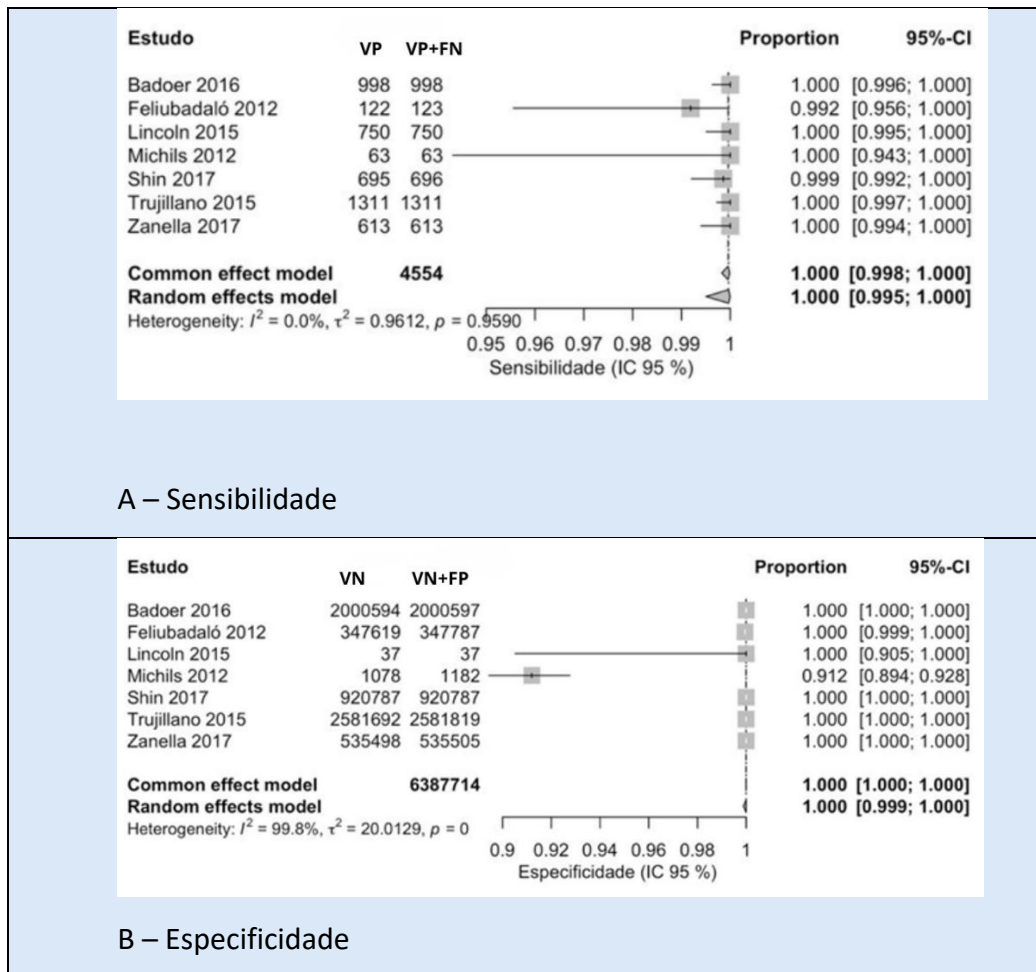 Estudo VP VP+FN Proportion 95%-CI
Badoer 2016 998 998 1.000 [0.996; 1.000]
Feliubadaló 2012 122 123 0.992 [0.956; 1.000]
Lincoln 2015 750 750 1.000 [0.995; 1.000]
Michils 2012 63 63 1.000 [0.943; 1.000]
Shin 2017 695 696 0.999 [0.992; 1.000]
Trujillano 2015 1311 1311 1.000 [0.997; 1.000]
Zanella 2017 613 613 1.000 [0.994; 1.000]
Common effect model 4554 1.000 [0.998; 1.000]
Random effects model 1.000 [0.995; 1.000]
Heterogeneity: I² = 0.0%, τ² = 0.9612, p = 0.9590
0.95 0.96 0.97 0.98 0.99 1
Sensibilidade (IC 95 %)
A – Sensibilidade
Estudo VN VN+FP Proportion 95%-CI
Badoer 2016 2000594 2000597 1.000 [1.000; 1.000]
Feliubadaló 2012 347619 347787 1.000 [0.999; 1.000]
Lincoln 2015 37 37 1.000 [0.905; 1.000]
Michils 2012 1078 1182 0.912 [0.894; 0.928]
Shin 2017 920787 920787 1.000 [1.000; 1.000]
Trujillano 2015 2581692 2581819 1.000 [1.000; 1.000]
Zanella 2017 535498 535505 1.000 [1.000; 1.000]
Common effect model 6387714 1.000 [1.000; 1.000]
Random effects model 1.000 [0.999; 1.000]
Heterogeneity: I² = 99.8%, τ² = 20.0129, p = 0
0.9 0.92 0.94 0.96 0.98 1
Especificidade (IC 95 %)
B – Especificidade